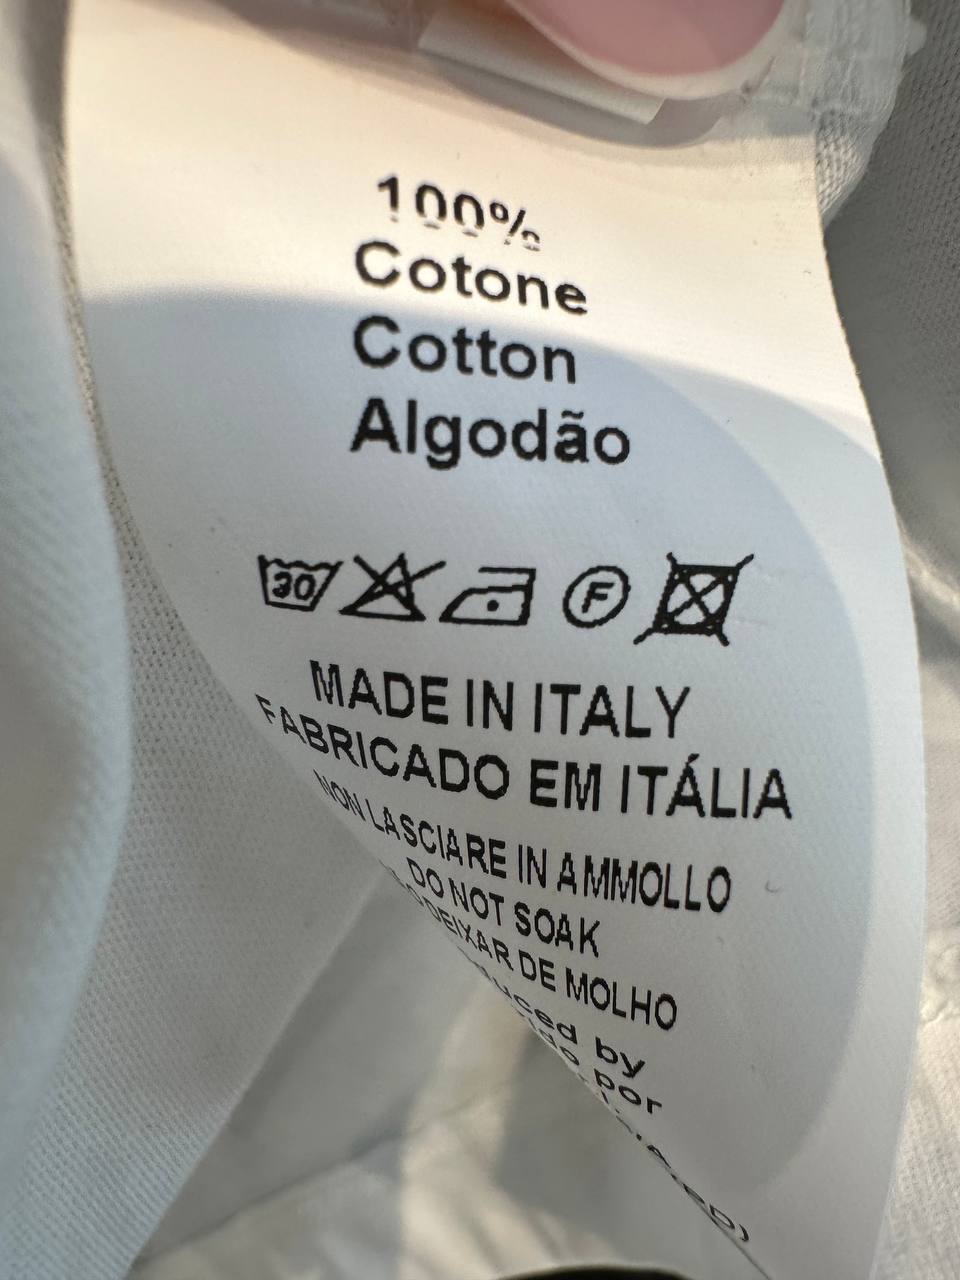 100%
Cotone
Cotton
Algodão
30 F
MADE IN ITALY
FABRICADO EM ITÁLIA
NON LASCIARE IN AMMOLLO
DO NOT SOAK
DEIXAR DE MOLHO
by
por